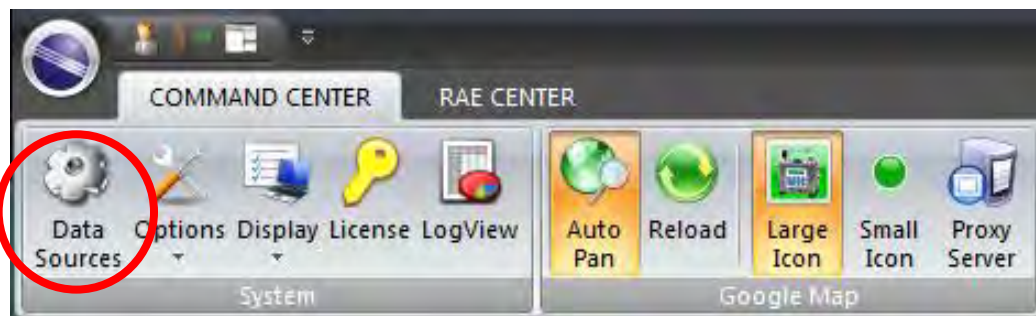 COMMAND CENTER RAE CENTER
Data Sources Options Display License LogView Auto Pan Reload Large Icon Small Icon Proxy Server
System Google Map